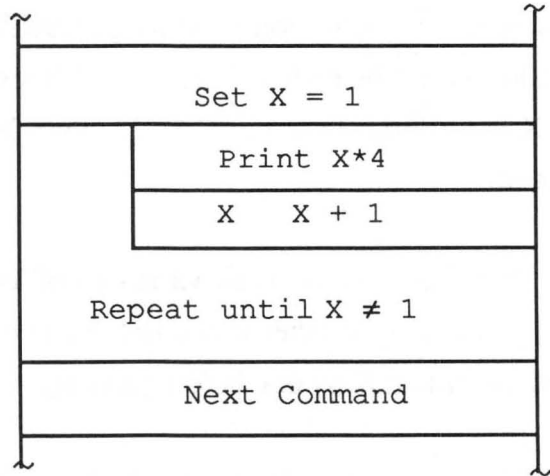 Set X = 1
Print X*4
X X + 1
Repeat until X ≠ 1
Next Command